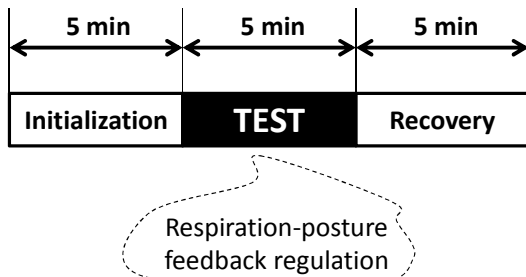 5 min 5 min 5 min
Initialization TEST Recovery
Respiration-posture
feedback regulation